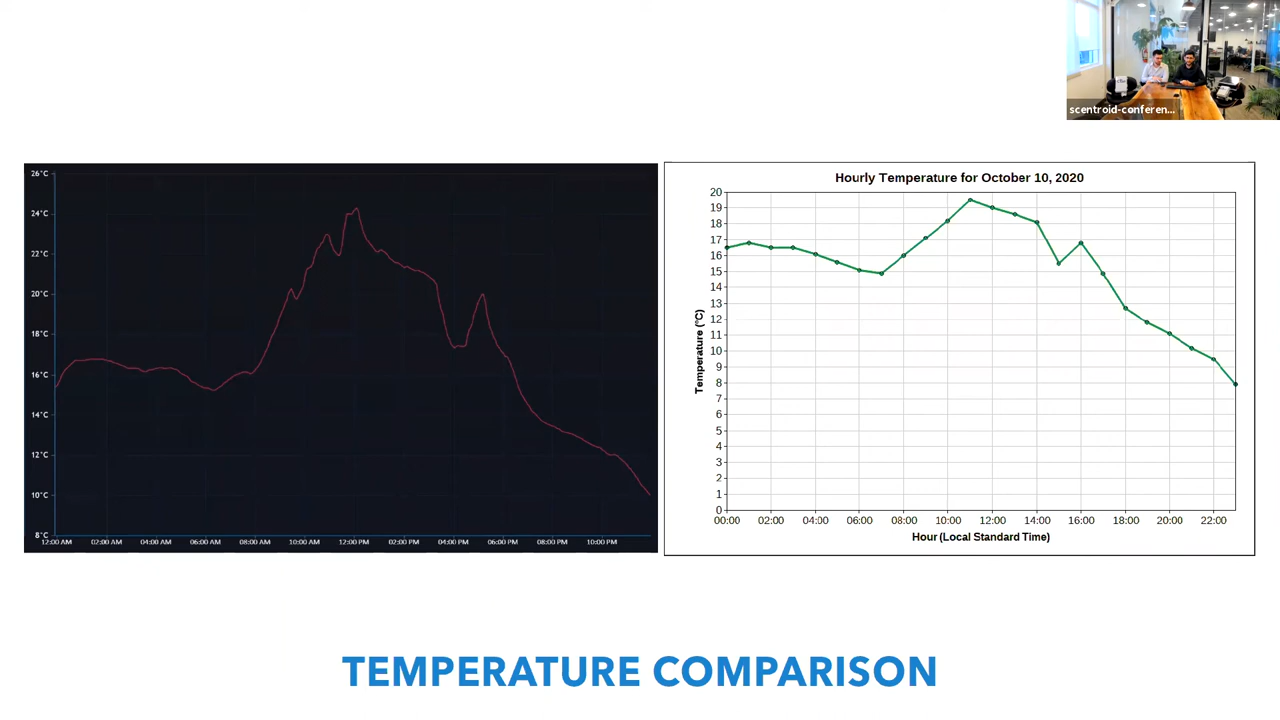 scentroid-conferen...
26°C
24°C
22°C
20°C
18°C
16°C
14°C
12°C
10°C
8°C
12:00 AM 02:00 AM 04:00 AM 06:00 AM 08:00 AM 10:00 AM 12:00 PM 02:00 PM 04:00 PM 06:00 PM 08:00 PM 10:00 PM
Hourly Temperature for October 10, 2020
Temperature (°C)
20
19
18
17
16
15
14
13
12
11
10
9
8
7
6
5
4
3
2
1
0
00:00 02:00 04:00 06:00 08:00 10:00 12:00 14:00 16:00 18:00 20:00 22:00
Hour (Local Standard Time)
TEMPERATURE COMPARISON